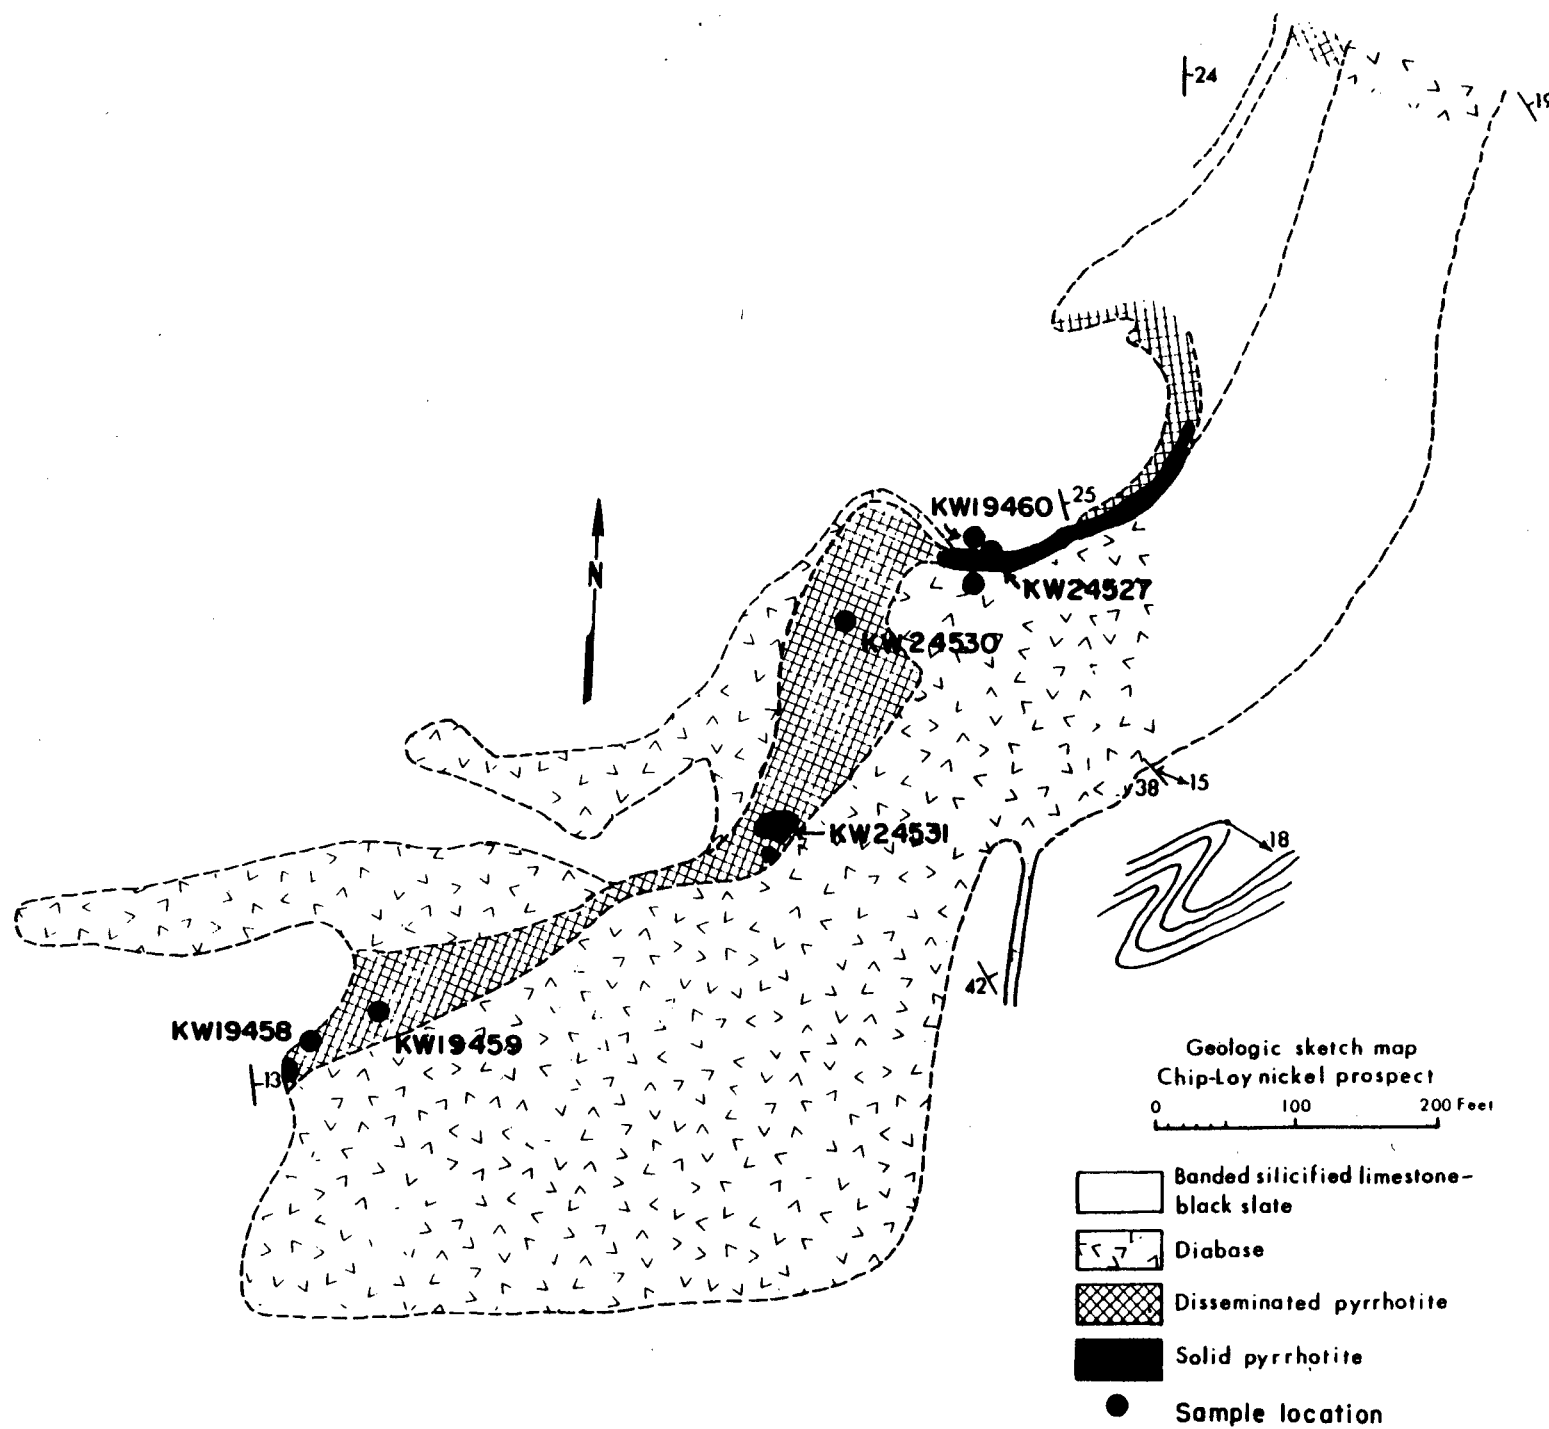 24
19
KW19460
25
KW24527
N
KW24530
38
15
KW24531
18
42
KW19458
KW19459
13
Geologic sketch map
Chip-Loy nickel prospect
0 100 200 Feet
Banded silicified limestone-
black slate
Diabase
Disseminated pyrrhotite
Solid pyrrhotite
Sample location